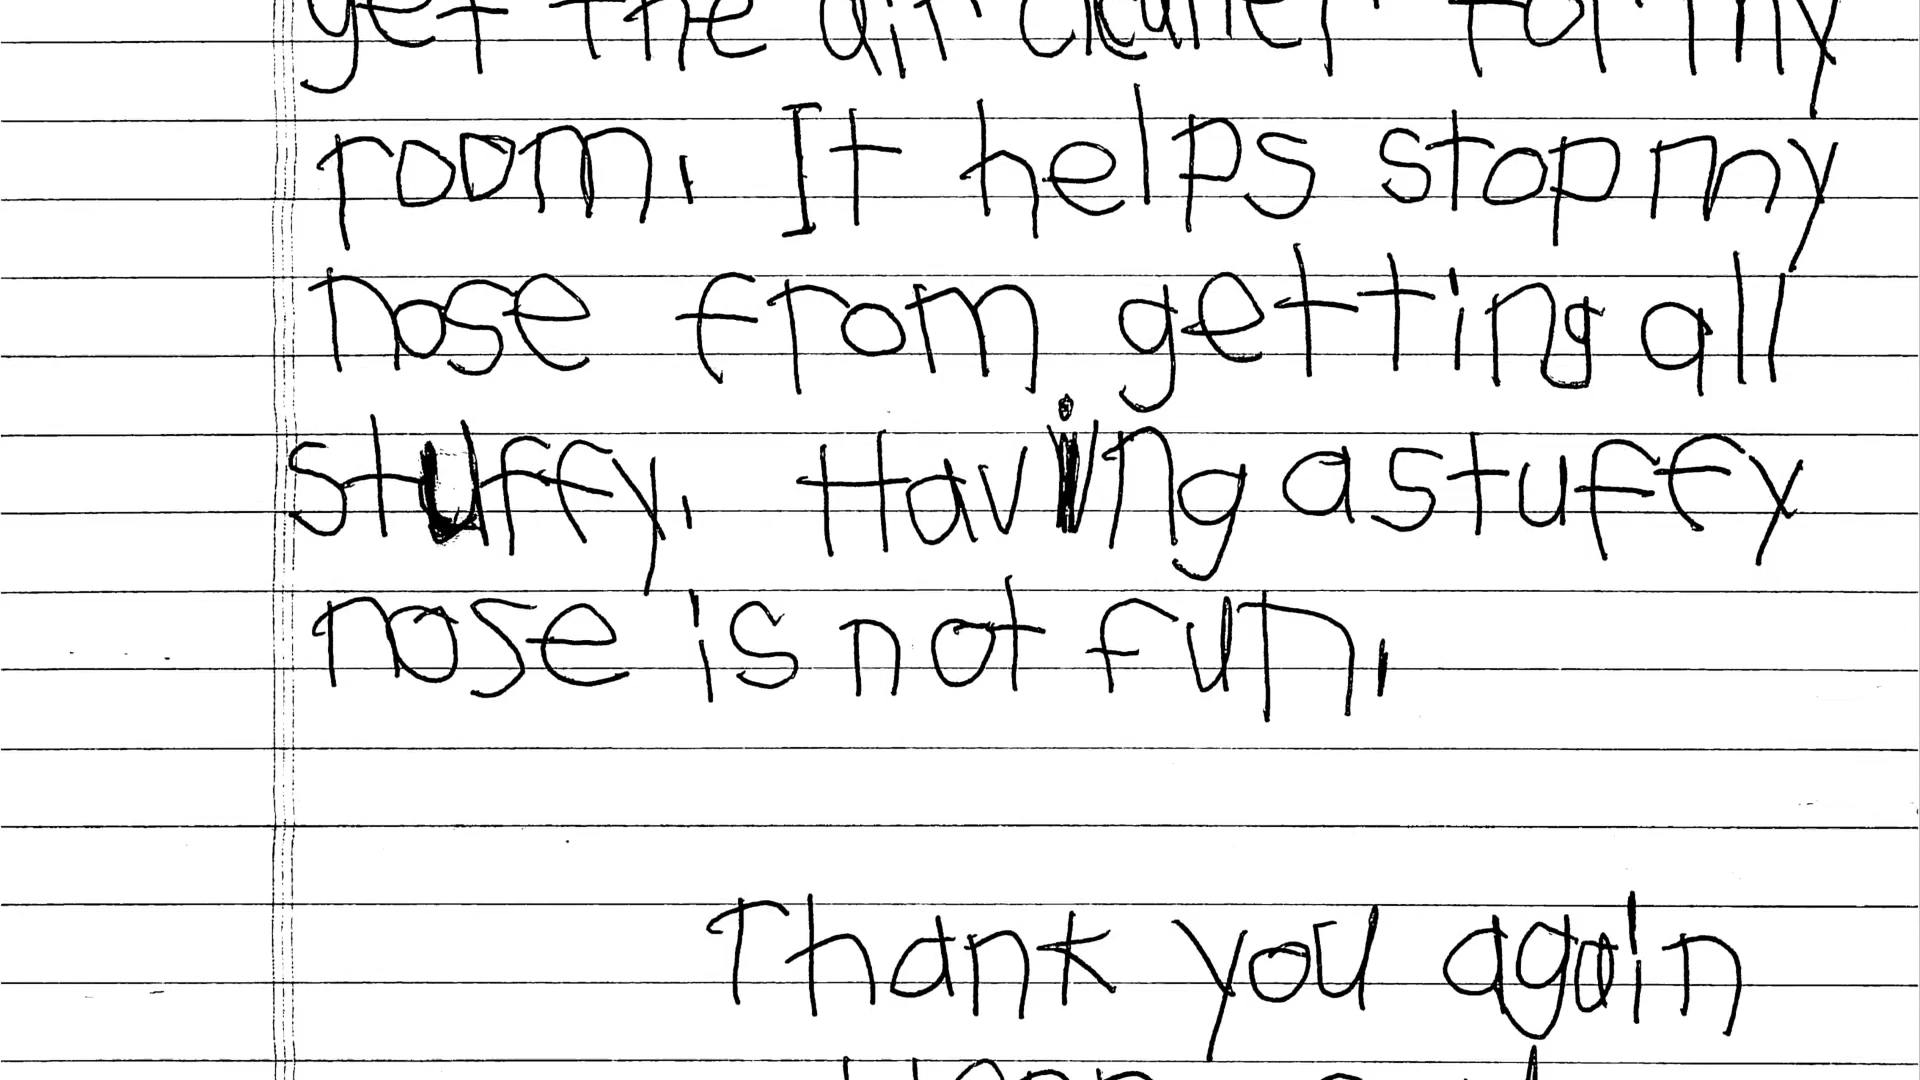 get the air cleaner for my
room. It helps stop my
nose from getting all
stuffy. Having a stuffy
nose is not fun.
Thank you again